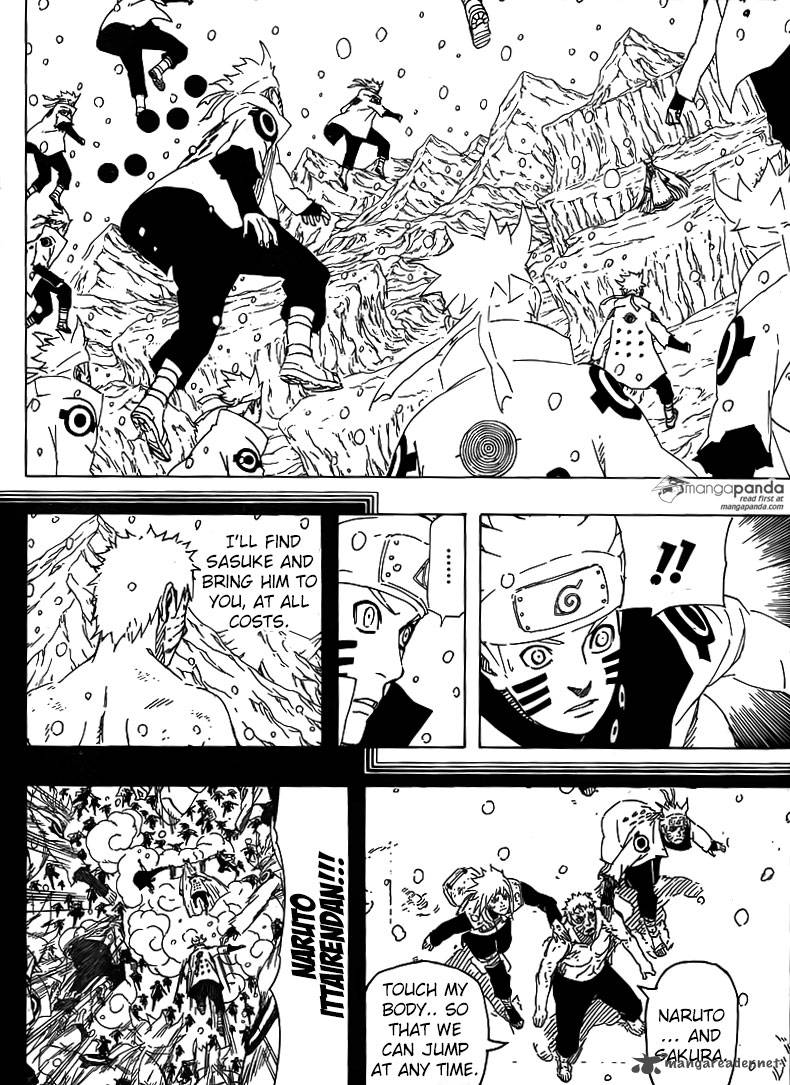 mangapanda
read first at
mangapanda.com
!!
......
I'LL FIND
SASUKE AND
BRING HIM TO
YOU, AT ALL
COSTS.
NARUTO
... AND
SAKURA..
TOUCH MY
BODY.. SO
THAT WE
CAN JUMP
AT ANY TIME.
NARUTO
ITTAIRENDAN!!!
mangareader.net